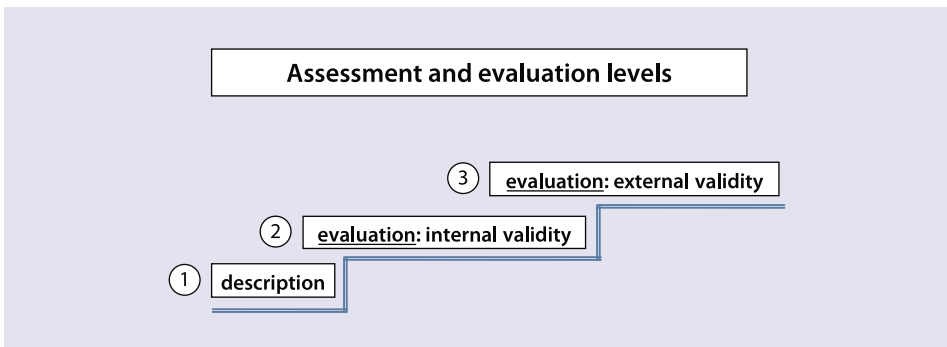 Assessment and evaluation levels
3 evaluation: external validity
2 evaluation: internal validity
1 description